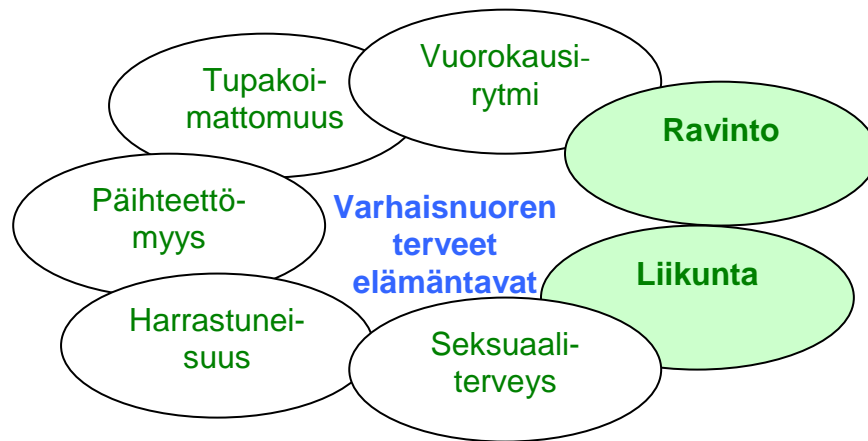 Tupakoi-
mattomuus
Vuorokausi-
rytmi
Ravinto
Päihteettö-
myys
Varhaisnuoren
terveet
elämäntavat
Liikunta
Harrastunei-
suus
Seksuaali-
terveys